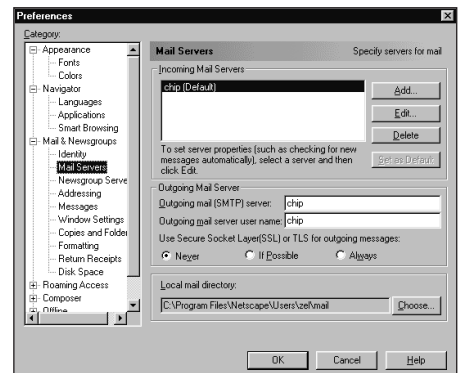 Preferences
Category:
Appearance
Fonts
Colors
Navigator
Languages
Applications
Smart Browsing
Mail & Newsgroups
Identity
Mail Servers
Newsgroup Serve
Addressing
Messages
Window Settings
Copies and Folder
Formatting
Return Receipts
Disk Space
Roaming Access
Composer
Offline
Mail Servers
Specify servers for mail
Incoming Mail Servers
chip (Default)
Add...
Edit...
Delete
Set as Default
To set server properties (such as checking for new
messages automatically), select a server and then
click Edit.
Outgoing Mail Server
Outgoing mail (SMTP) server: chip
Outgoing mail server user name: chip
Use Secure Socket Layer(SSL) or TLS for outgoing messages:
Never If Possible Always
Local mail directory:
C:\Program Files\Netscape\Users\zel\mail Choose...
OK Cancel Help